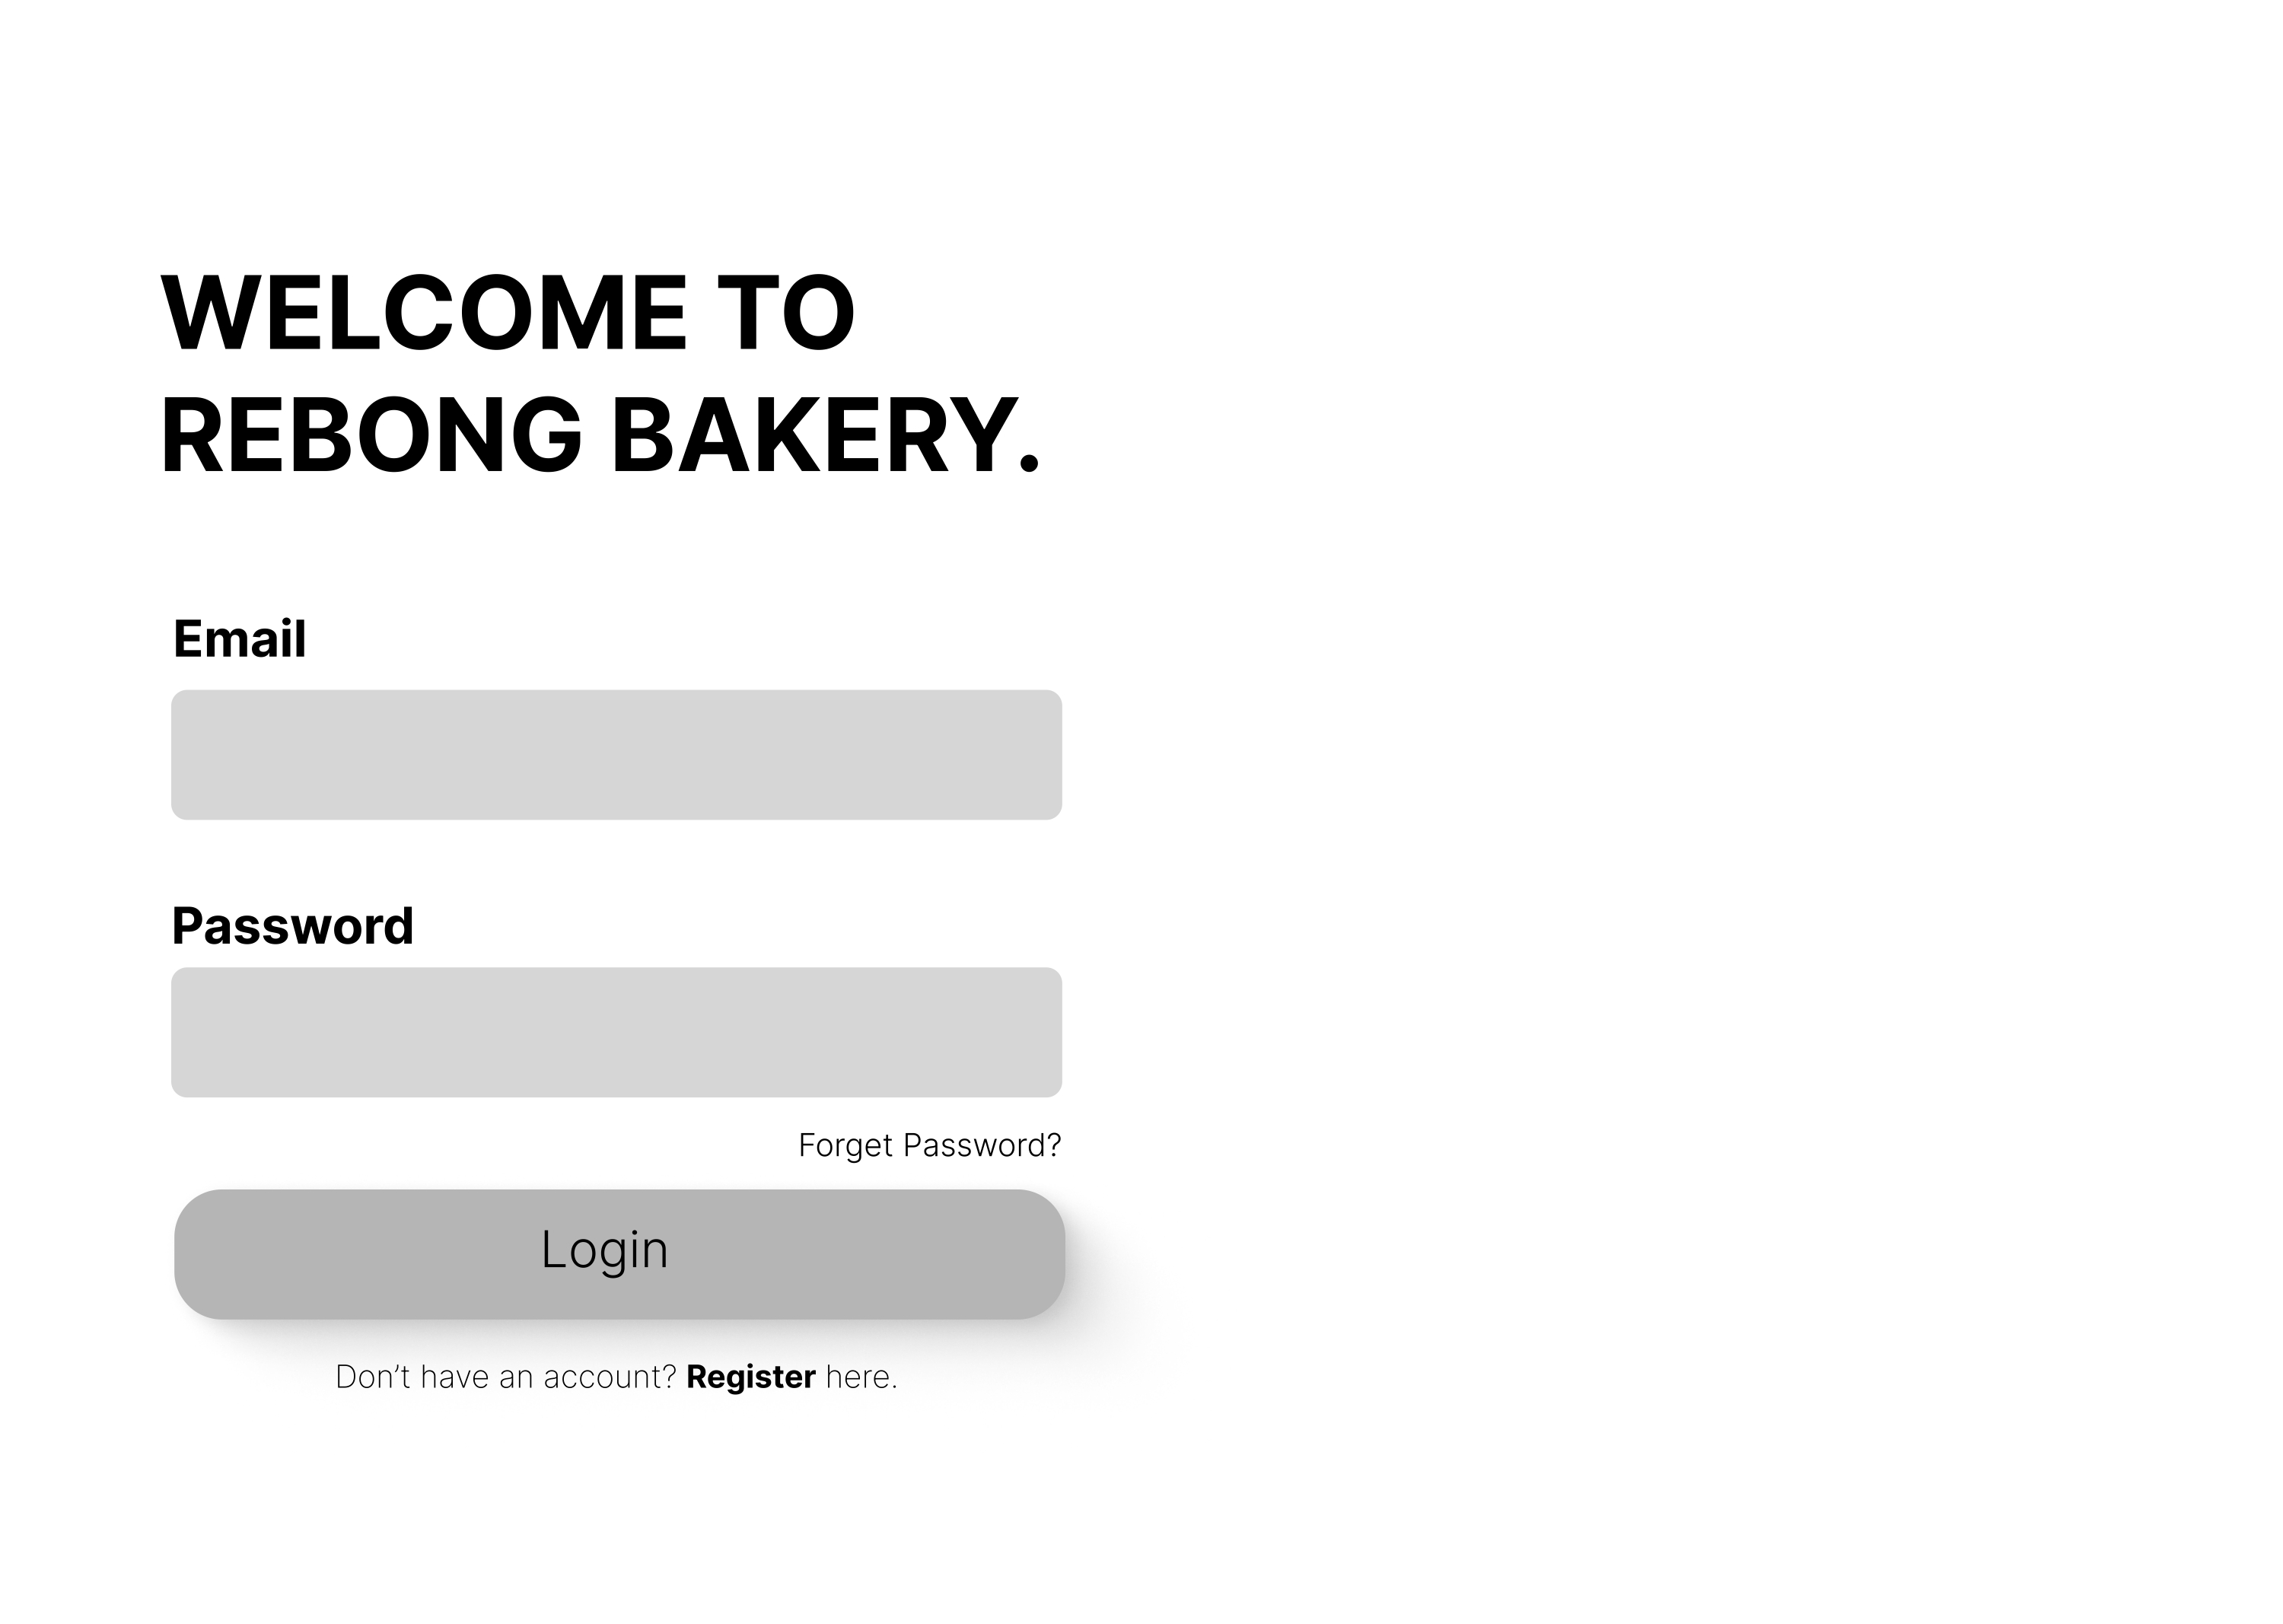 WELCOME TO
REBONG BAKERY.
Email
Password
Forget Password?
Login
Don’t have an account? Register here.